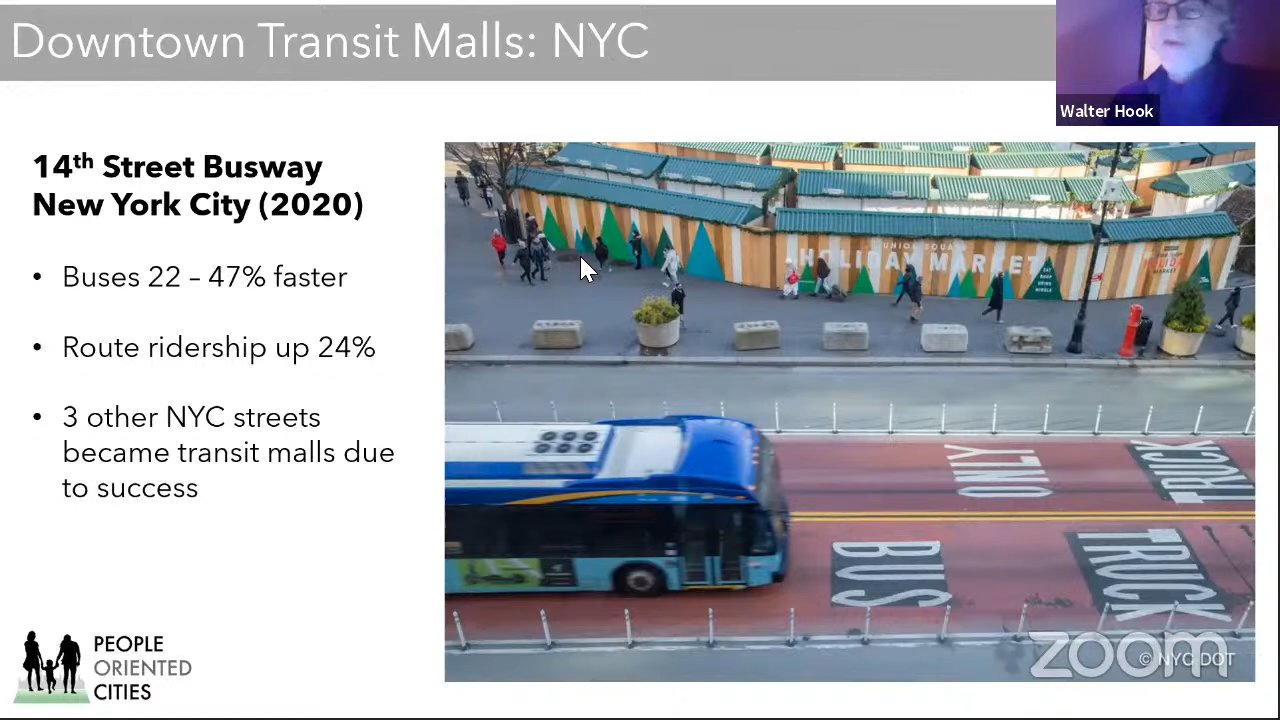 Downtown Transit Malls: NYC
Walter Hook
14th Street Busway
New York City (2020)
• Buses 22 – 47% faster
• Route ridership up 24%
• 3 other NYC streets
became transit malls due
to success
UNION SQUARE
HOLIDAY MARKET
ONLY
TRUCK
BUS
TRUCK
PEOPLE
ORIENTED
CITIES
zoom
© NYC DOT